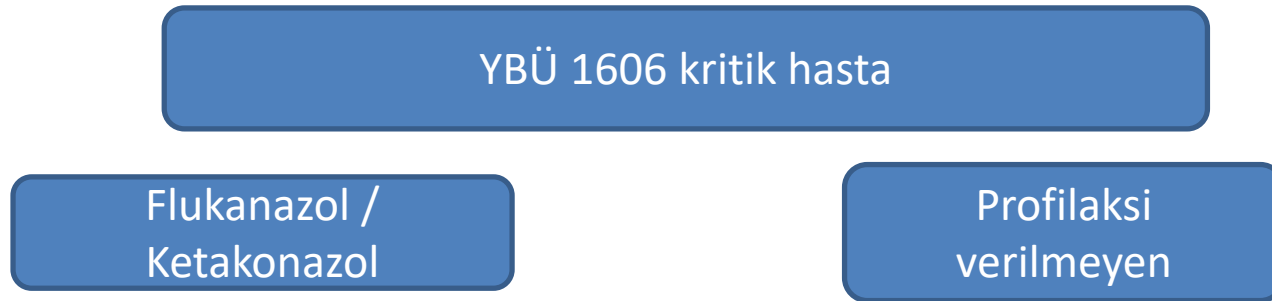 YBÜ 1606 kritik hasta
Flukanazol /
Ketakonazol
Profilaksi
verilmeyen